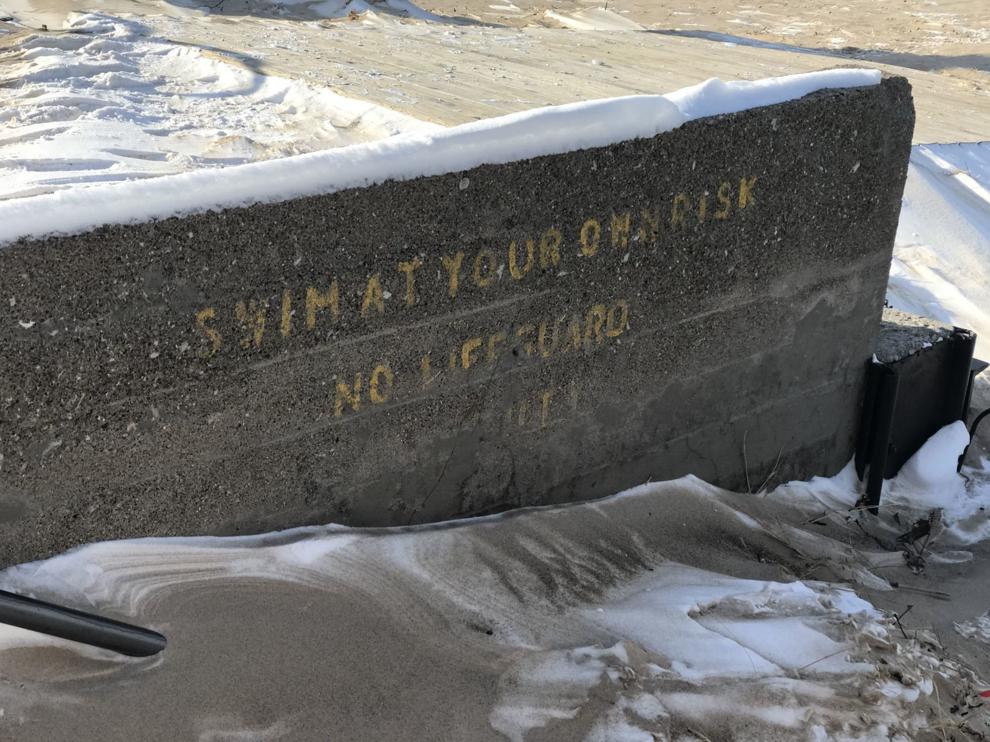 SWIM AT YOUR OWN RISK
NO LIFEGUARD